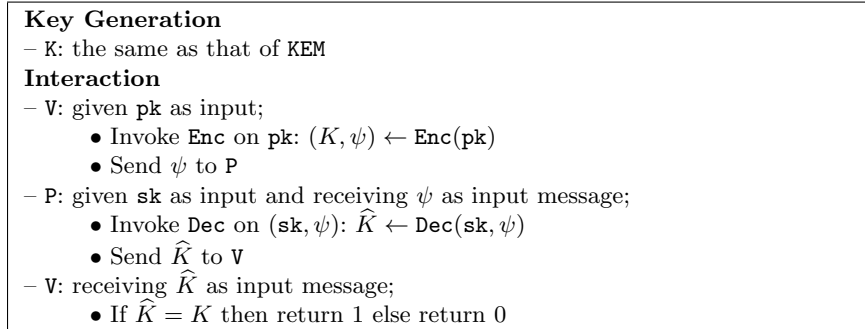 Key Generation
– K: the same as that of KEM
Interaction
– V: given pk as input;
• Invoke Enc on pk: (K, ψ) ← Enc(pk)
• Send ψ to P
– P: given sk as input and receiving ψ as input message;
• Invoke Dec on (sk, ψ): K̂ ← Dec(sk, ψ)
• Send K̂ to V
– V: receiving K̂ as input message;
• If K̂ = K then return 1 else return 0